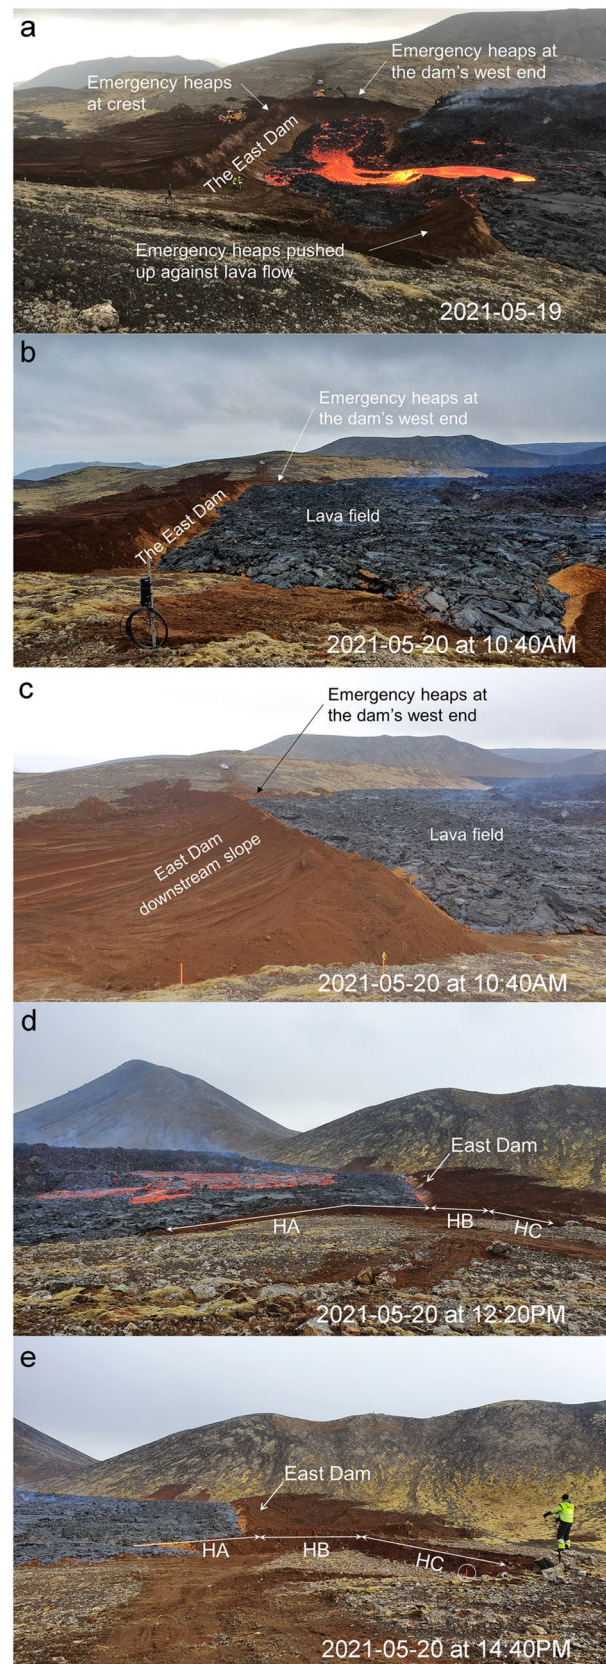 a
Emergency heaps at
the dam's west end
Emergency heaps
at crest
The East Dam
Emergency heaps pushed
up against lava flow
2021-05-19
b
Emergency heaps at
the dam's west end
Lava field
The East Dam
2021-05-20 at 10:40AM
c
Emergency heaps at
the dam's west end
Lava field
East Dam
downstream slope
2021-05-20 at 10:40AM
d
East Dam
HA
HB
HC
2021-05-20 at 12:20PM
e
East Dam
HA
HB
HC
2021-05-20 at 14:40PM